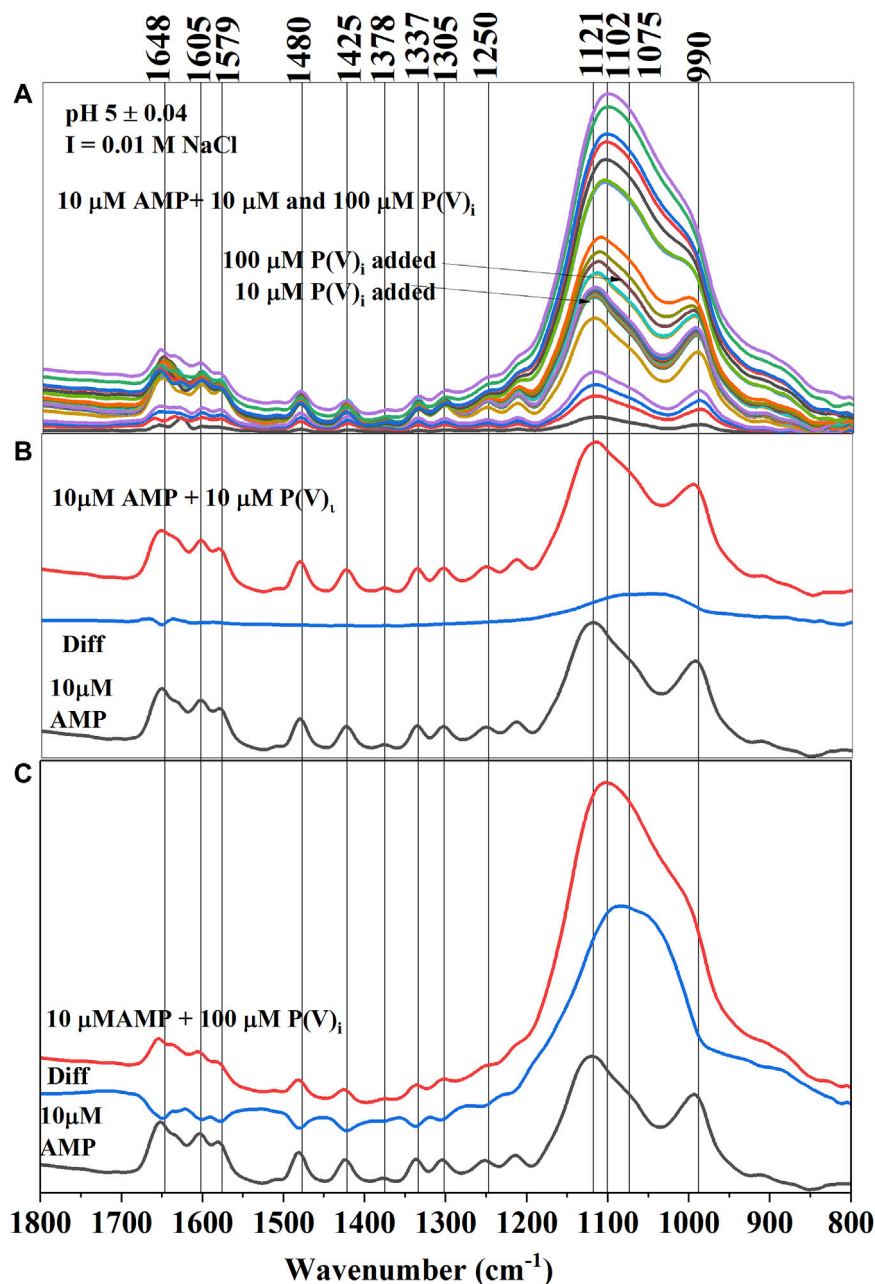 1648 1605 1579 1480 1425 1378 1337 1305 1250 1121 1102 1075 990
A
pH 5 ± 0.04
I = 0.01 M NaCl
10 μM AMP+ 10 μM and 100 μM P(V)i
100 μM P(V)i added
10 μM P(V)i added
B
10μM AMP + 10 μM P(V)ι
Diff
10μM
AMP
C
10 μMAMP + 100 μM P(V)i
Diff
10μM
AMP
1800 1700 1600 1500 1400 1300 1200 1100 1000 900 800
Wavenumber (cm-1)